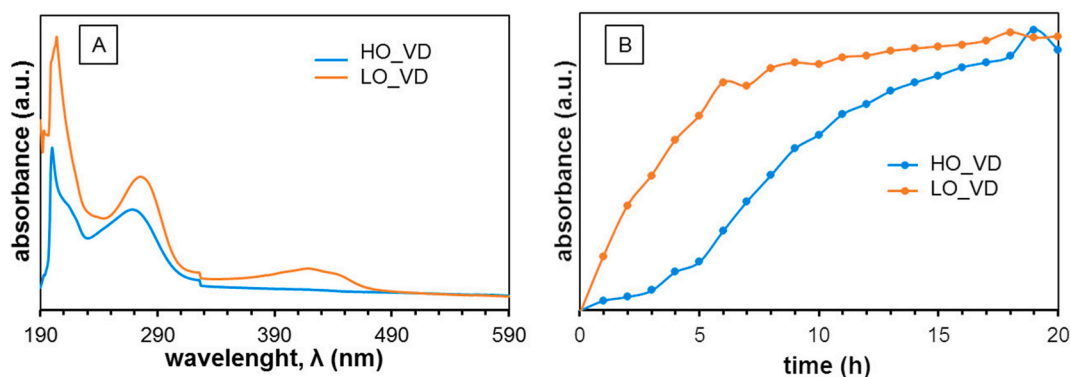 A
HO_VD
LO_VD
absorbance (a.u.)
190 290 390 490 590
wavelenght, λ (nm)
B
HO_VD
LO_VD
absorbance (a.u.)
0 5 10 15 20
time (h)